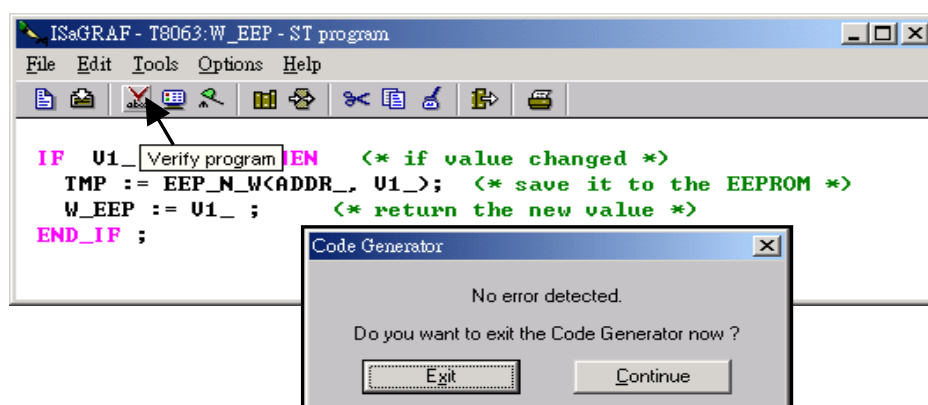 ISaGRAF - T8063:W_EEP - ST program
File Edit Tools Options Help
IF V1_ Verify program HEN (* if value changed *)
TMP := EEP_N_W(ADDR_, V1_); (* save it to the EEPROM *)
W_EEP := V1_ ; (* return the new value *)
END_IF ;
Code Generator
No error detected.
Do you want to exit the Code Generator now ?
Exit Continue